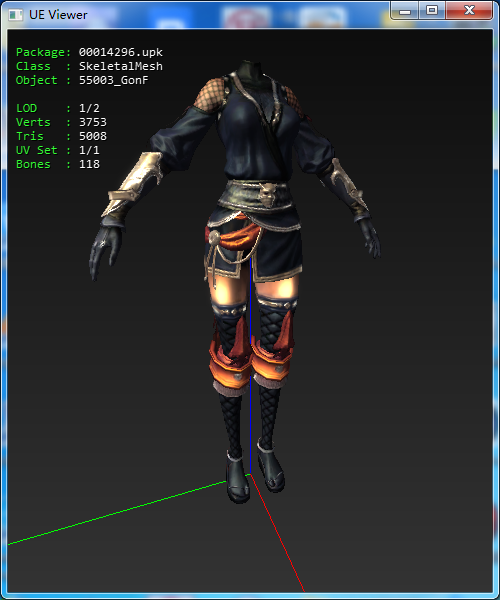 UE Viewer
Package: 00014296.upk
Class  : SkeletalMesh
Object : 55003_GonF
LOD    : 1/2
Verts  : 3753
Tris   : 5008
UV Set : 1/1
Bones  : 118